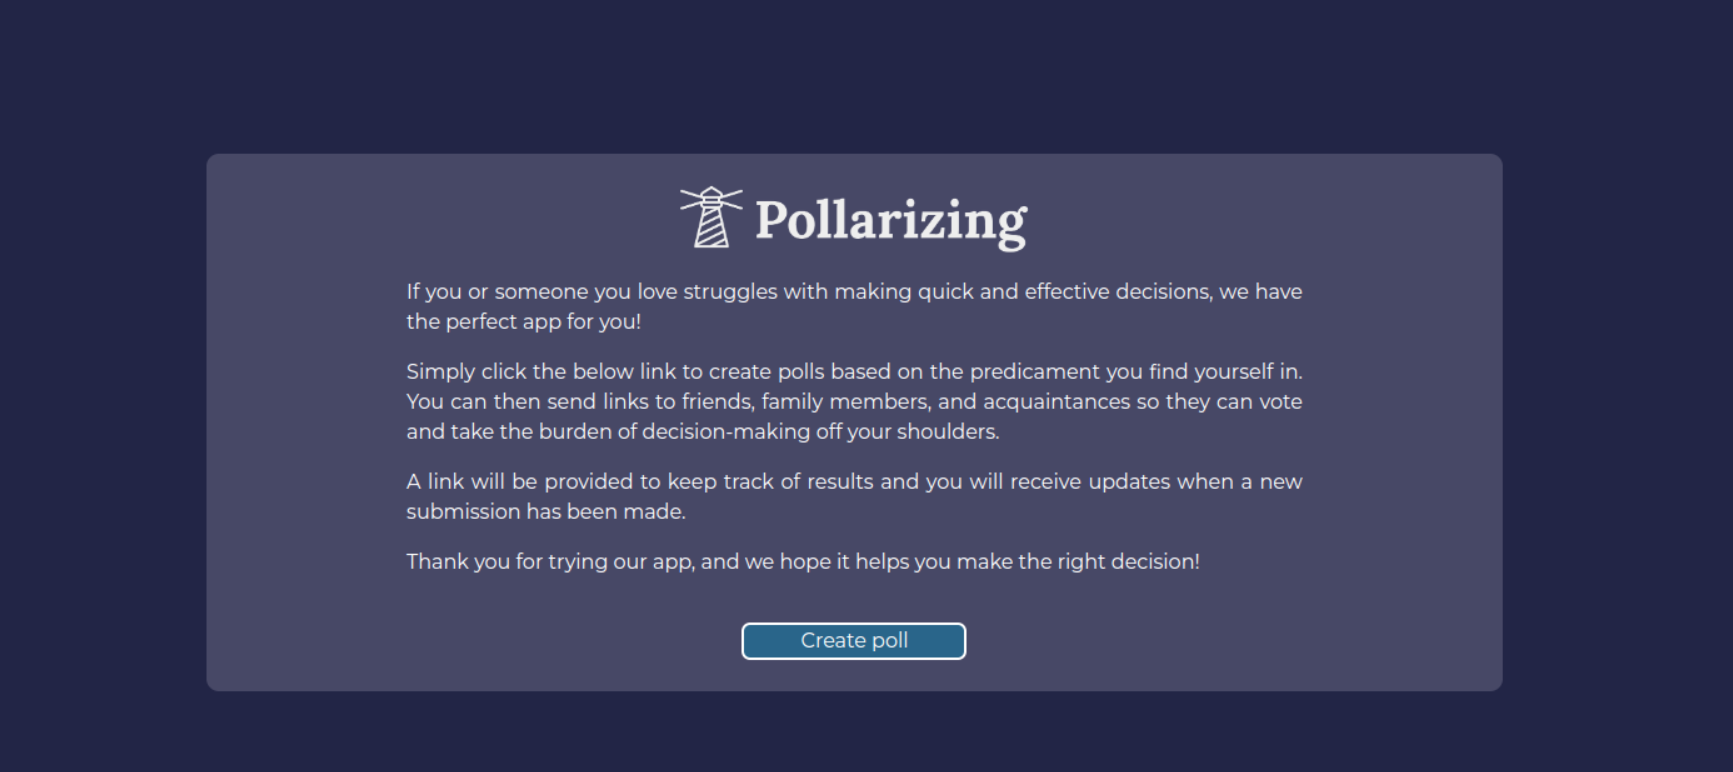 Pollarizing
If you or someone you love struggles with making quick and effective decisions, we have
the perfect app for you!
Simply click the below link to create polls based on the predicament you find yourself in.
You can then send links to friends, family members, and acquaintances so they can vote
and take the burden of decision-making off your shoulders.
A link will be provided to keep track of results and you will receive updates when a new
submission has been made.
Thank you for trying our app, and we hope it helps you make the right decision!
Create poll